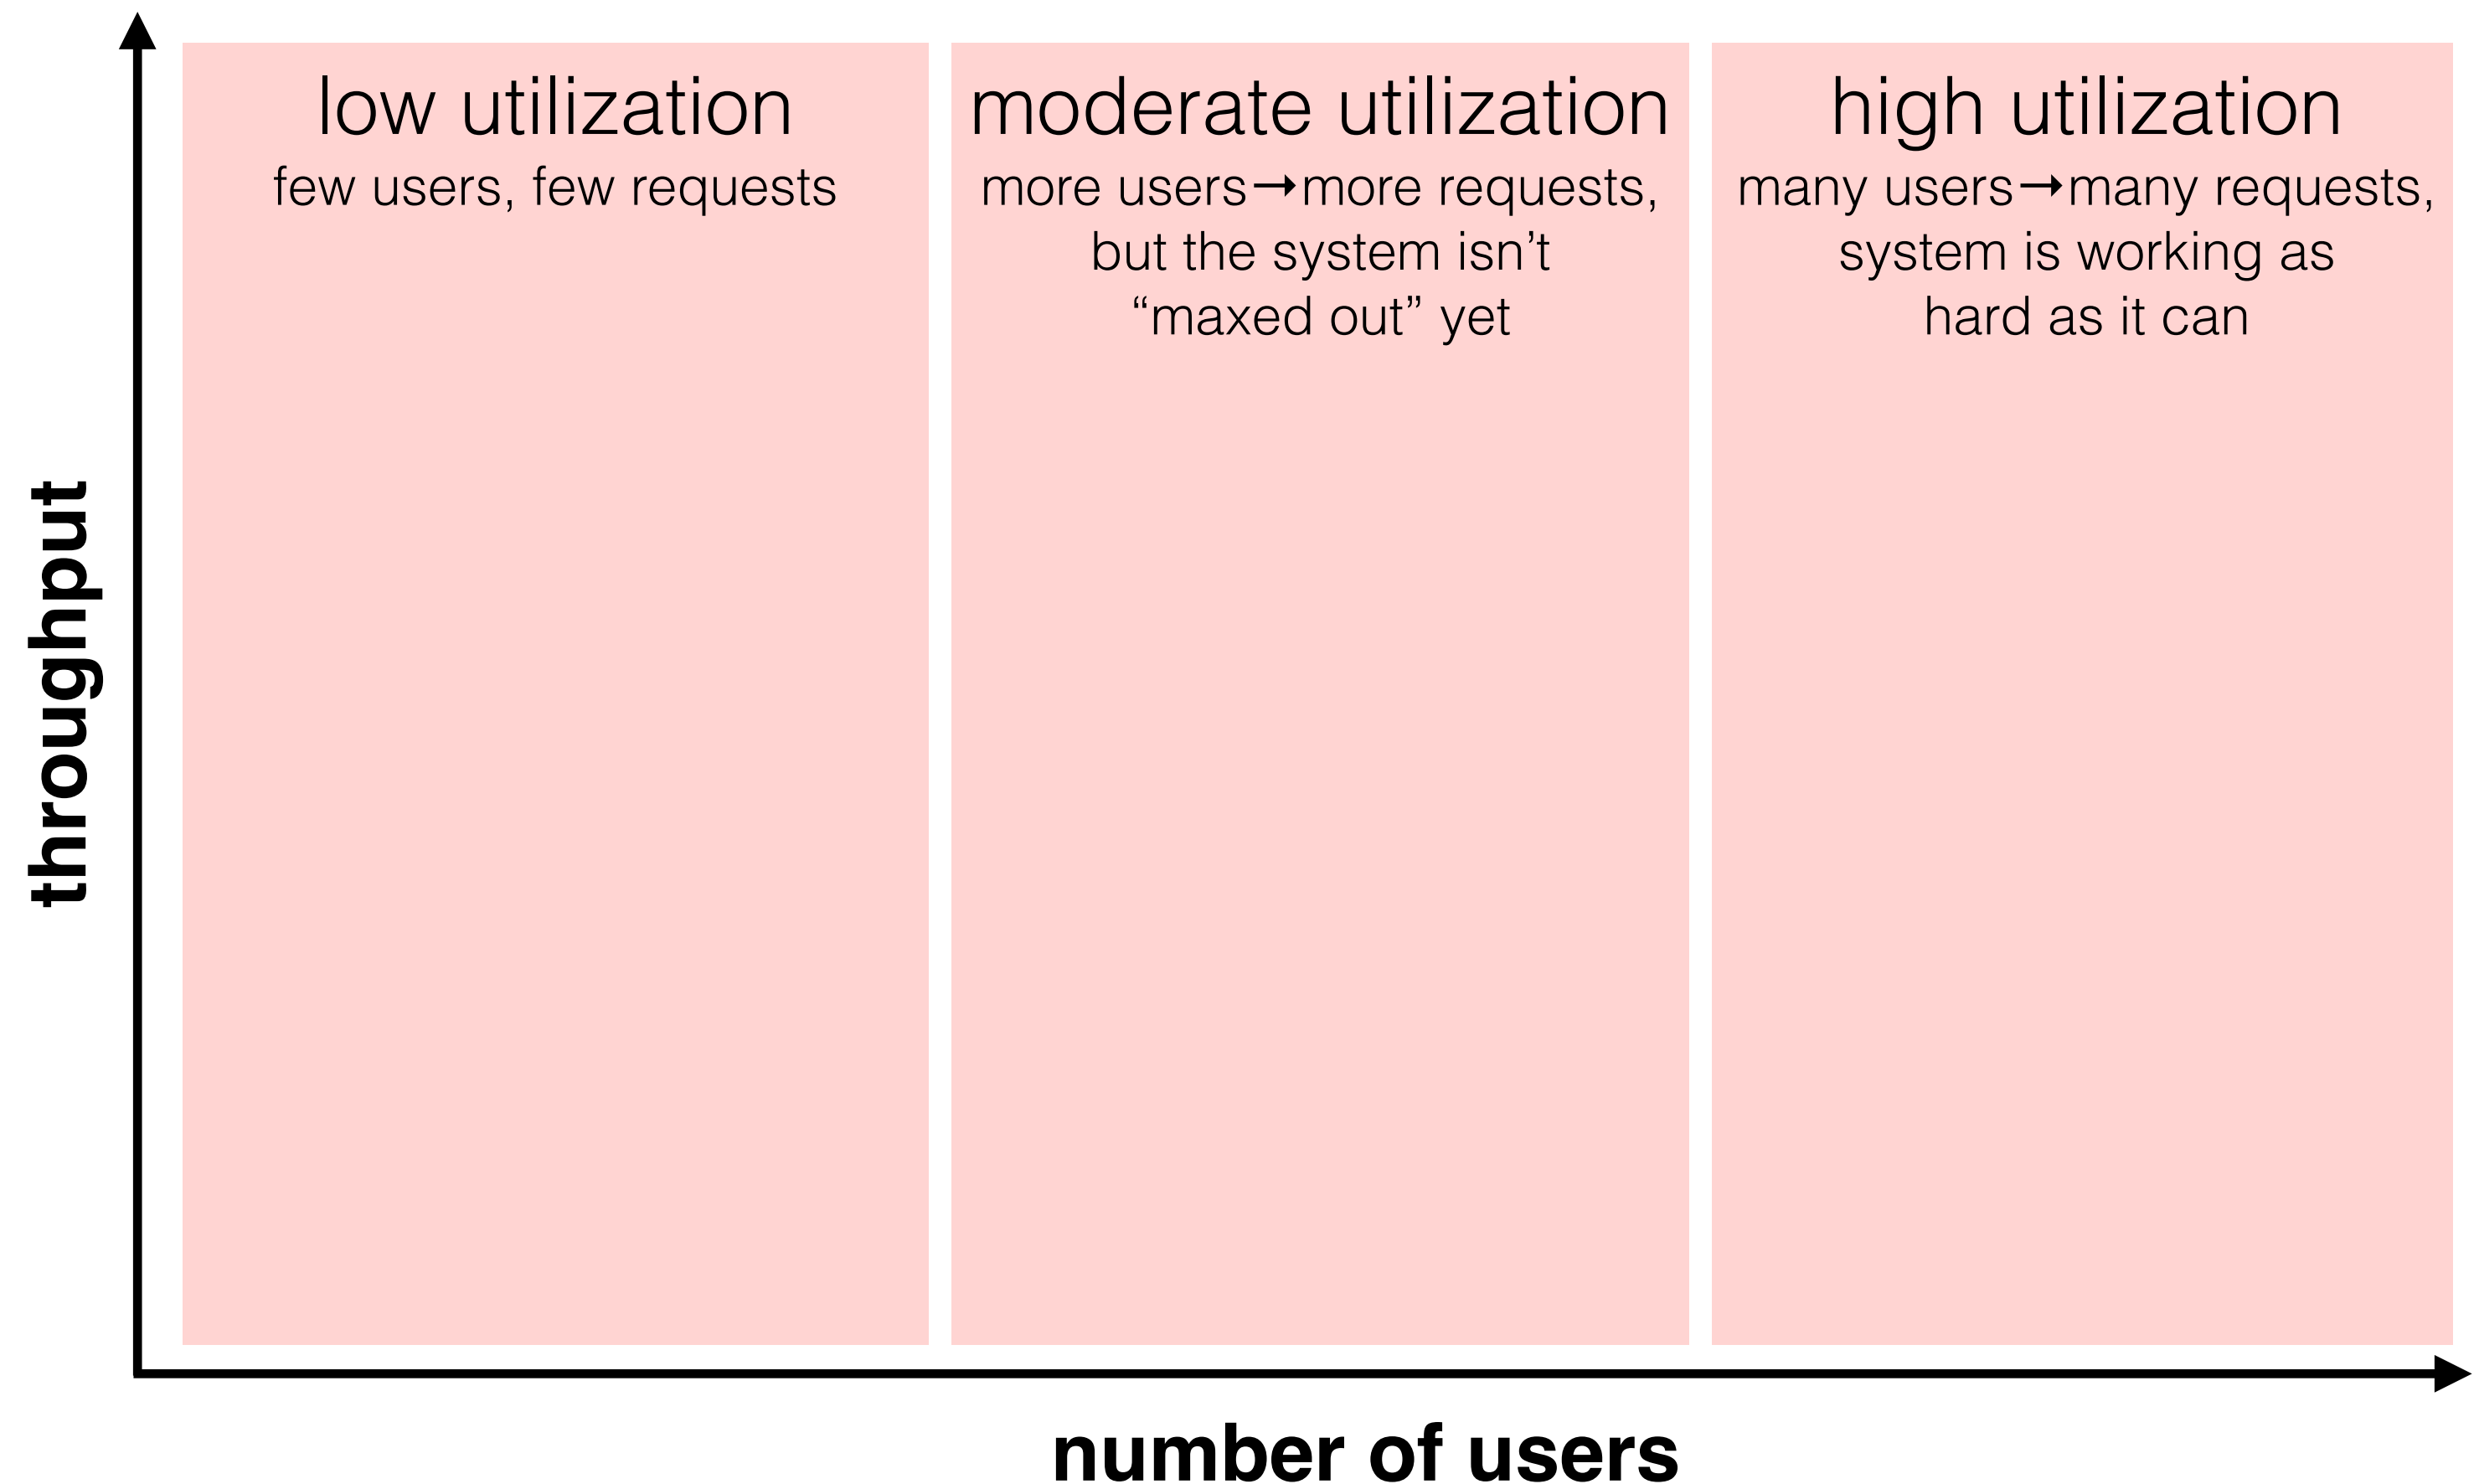 throughput
low utilization
few users, few requests
moderate utilization
more users→more requests,
but the system isn’t
“maxed out” yet
high utilization
many users→many requests,
system is working as
hard as it can
number of users